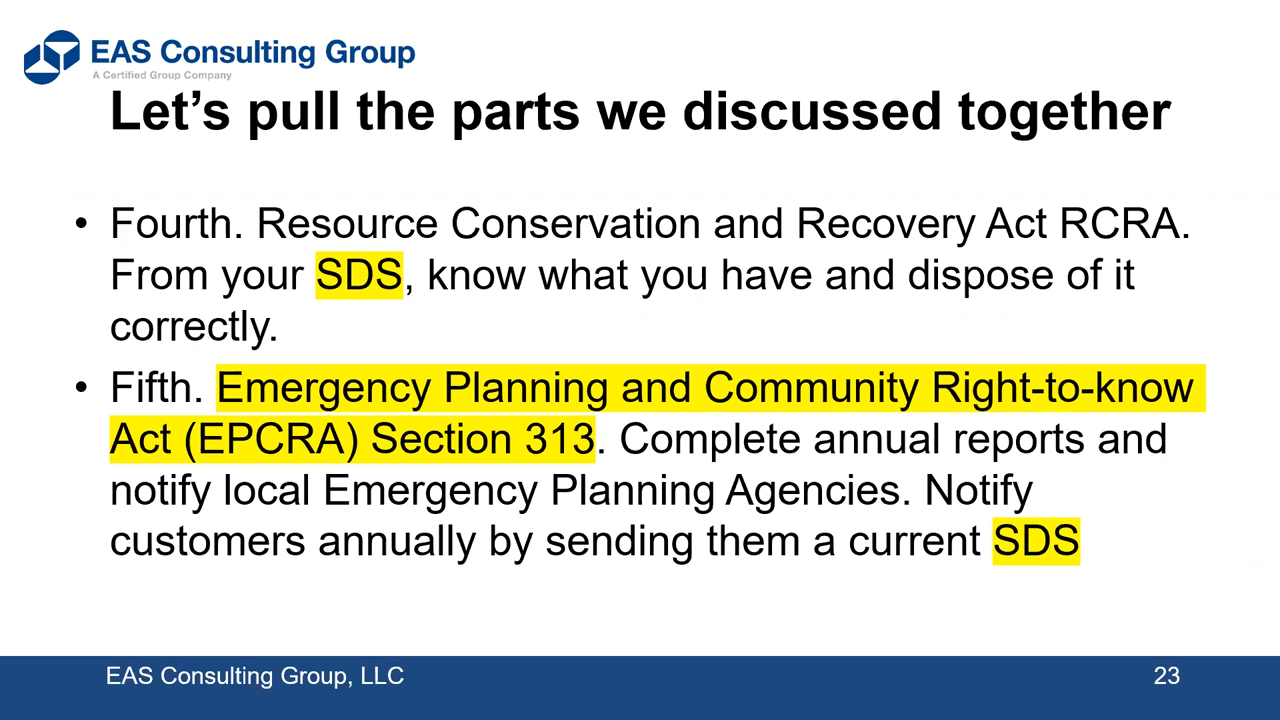 EAS Consulting Group
A Certified Group Company
Let’s pull the parts we discussed together
• Fourth. Resource Conservation and Recovery Act RCRA.
From your SDS, know what you have and dispose of it
correctly.
• Fifth. Emergency Planning and Community Right-to-know
Act (EPCRA) Section 313. Complete annual reports and
notify local Emergency Planning Agencies. Notify
customers annually by sending them a current SDS
EAS Consulting Group, LLC
23